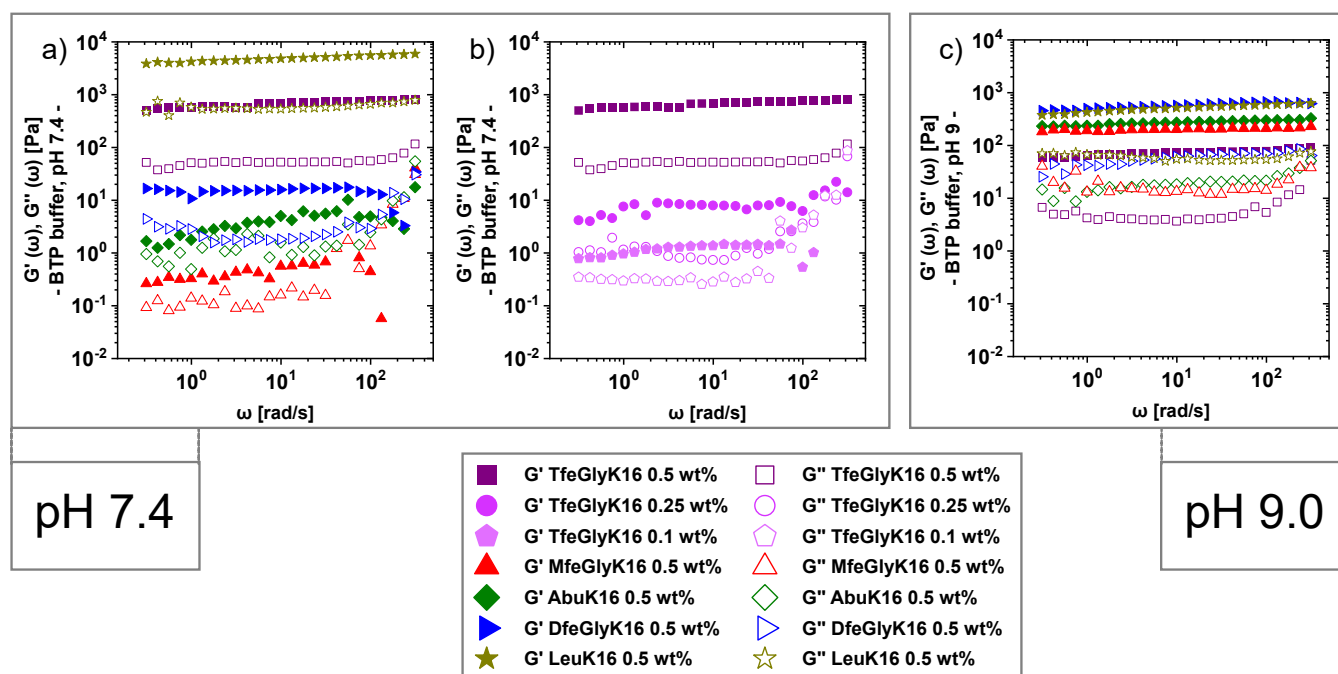 a)
10⁴
10³
10²
10¹
10⁰
10⁻¹
10⁻²
G' (ω), G'' (ω) [Pa]
- BTP buffer, pH 7.4 -
10⁰ 10¹ 10²
ω [rad/s]
b)
10⁴
10³
10²
10¹
10⁰
10⁻¹
10⁻²
G' (ω), G'' (ω) [Pa]
- BTP buffer, pH 7.4 -
10⁰ 10¹ 10²
ω [rad/s]
c)
10⁴
10³
10²
10¹
10⁰
10⁻¹
10⁻²
G' (ω), G'' (ω) [Pa]
- BTP buffer, pH 9 -
10⁰ 10¹ 10²
ω [rad/s]
pH 7.4
G' TfeGlyK16 0.5 wt% G'' TfeGlyK16 0.5 wt%
G' TfeGlyK16 0.25 wt% G'' TfeGlyK16 0.25 wt%
G' TfeGlyK16 0.1 wt% G'' TfeGlyK16 0.1 wt%
G' MfeGlyK16 0.5 wt% G'' MfeGlyK16 0.5 wt%
G' AbuK16 0.5 wt% G'' AbuK16 0.5 wt%
G' DfeGlyK16 0.5 wt% G'' DfeGlyK16 0.5 wt%
G' LeuK16 0.5 wt% G'' LeuK16 0.5 wt%
pH 9.0